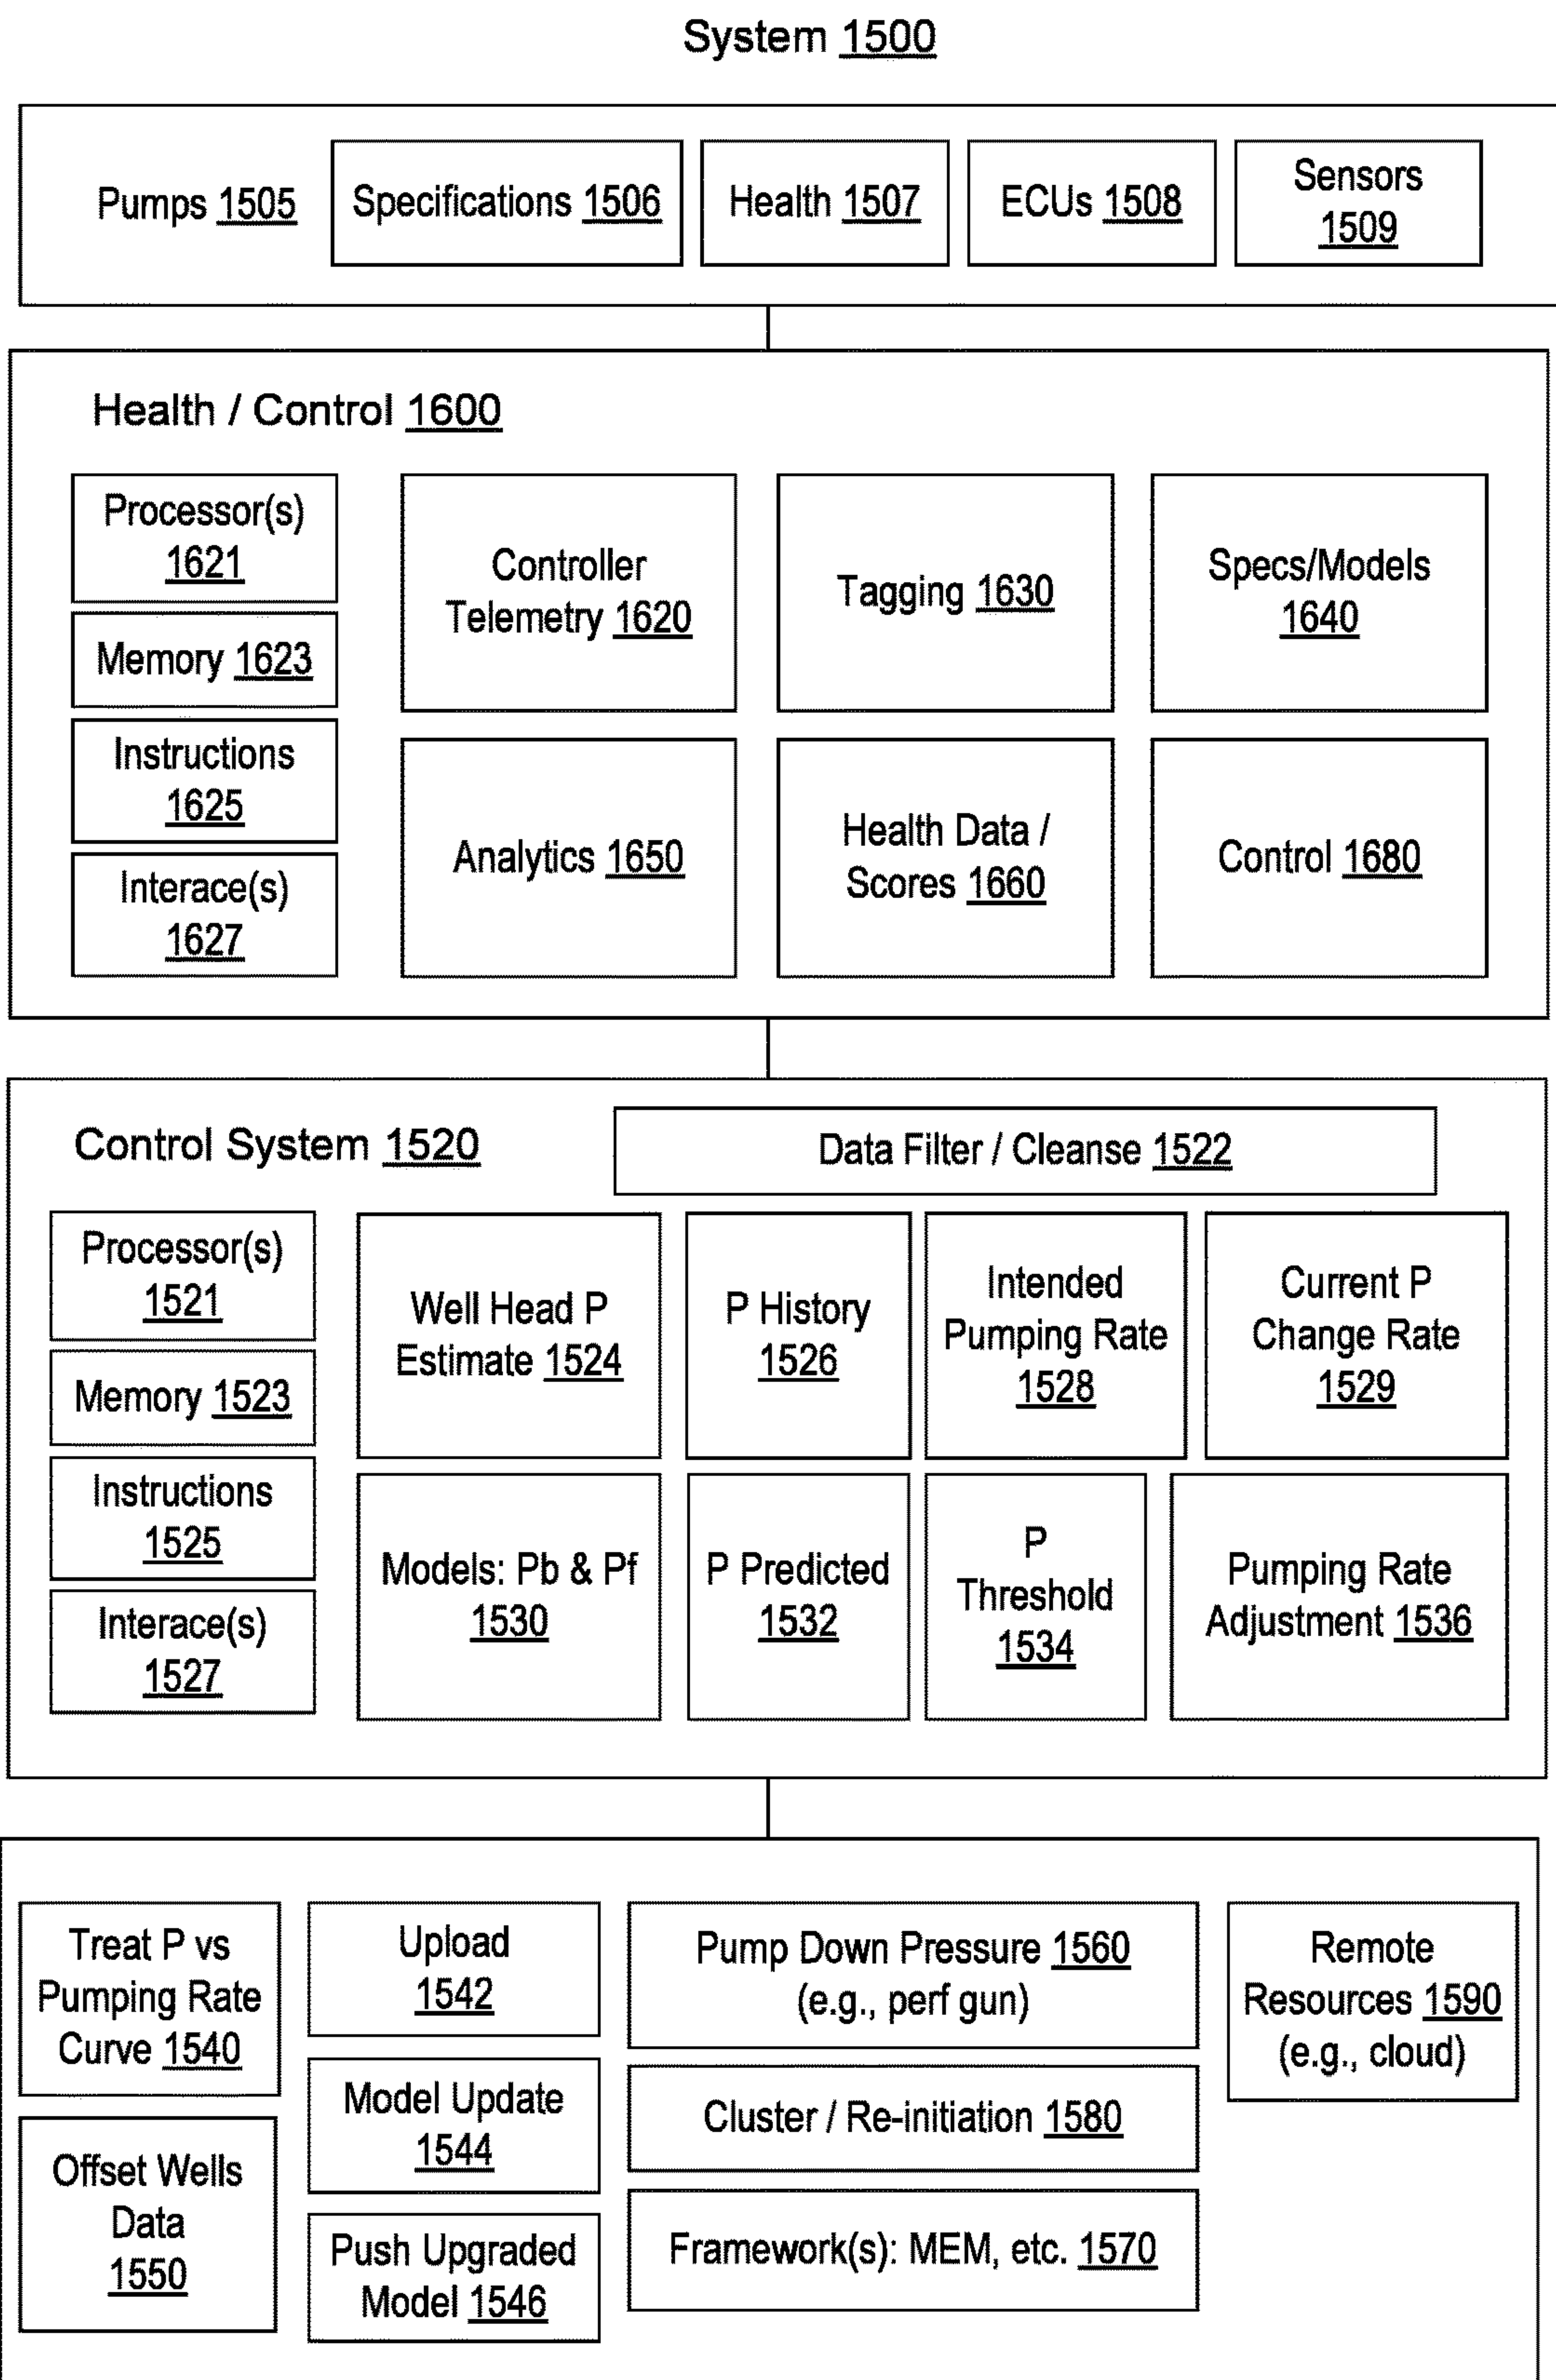 System 1500
Pumps 1505
Specifications 1506
Health 1507
ECUs 1508
Sensors
1509
Health / Control 1600
Processor(s)
1621
Memory 1623
Instructions
1625
Interace(s)
1627
Controller
Telemetry 1620
Tagging 1630
Specs/Models
1640
Analytics 1650
Health Data /
Scores 1660
Control 1680
Control System 1520
Data Filter / Cleanse 1522
Processor(s)
1521
Memory 1523
Instructions
1525
Interace(s)
1527
Well Head P
Estimate 1524
P History
1526
Intended
Pumping Rate
1528
Current P
Change Rate
1529
Models: Pb & Pf
1530
P Predicted
1532
P
Threshold
1534
Pumping Rate
Adjustment 1536
Treat P vs
Pumping Rate
Curve 1540
Offset Wells
Data
1550
Upload
1542
Model Update
1544
Push Upgraded
Model 1546
Pump Down Pressure 1560
(e.g., perf gun)
Cluster / Re-initiation 1580
Framework(s): MEM, etc. 1570
Remote
Resources 1590
(e.g., cloud)